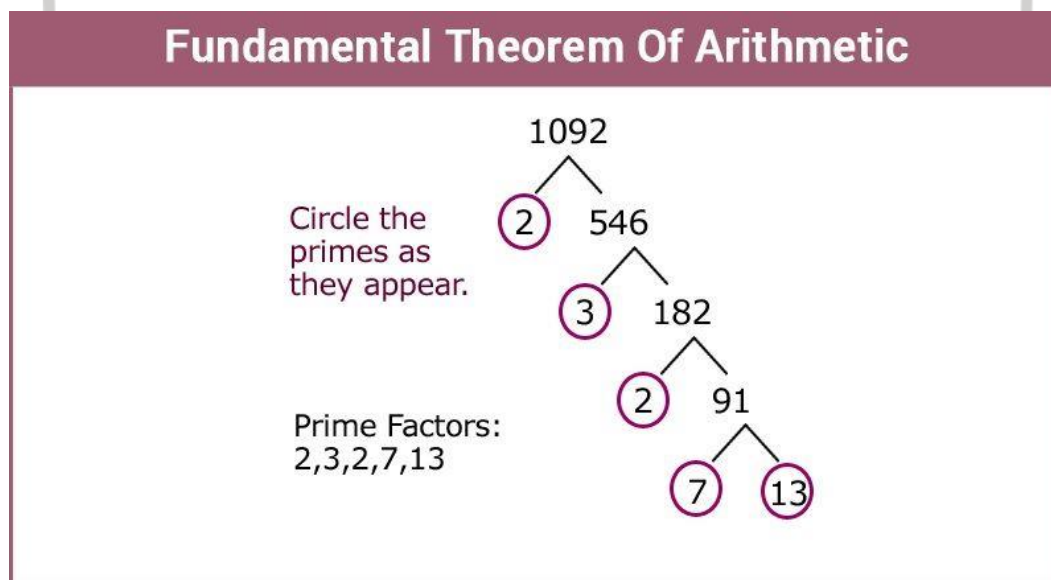 Fundamental Theorem Of Arithmetic
1092
2 546
Circle the
primes as
they appear.
3 182
2 91
Prime Factors:
2,3,2,7,13
7 13